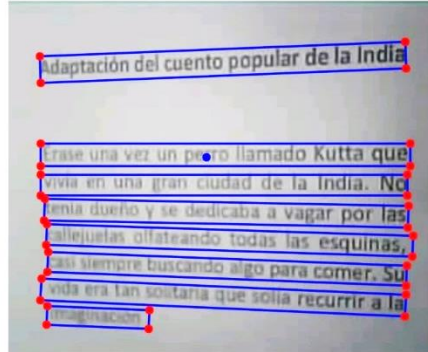 Adaptación del cuento popular de la India
Érase una vez un perro llamado Kutta que
vivía en una gran ciudad de la India. No
tenía dueño y se dedicaba a vagar por las
callejuelas olfateando todas las esquinas,
casi siempre buscando algo para comer. Su
vida era tan solitaria que solía recurrir a la
imaginación